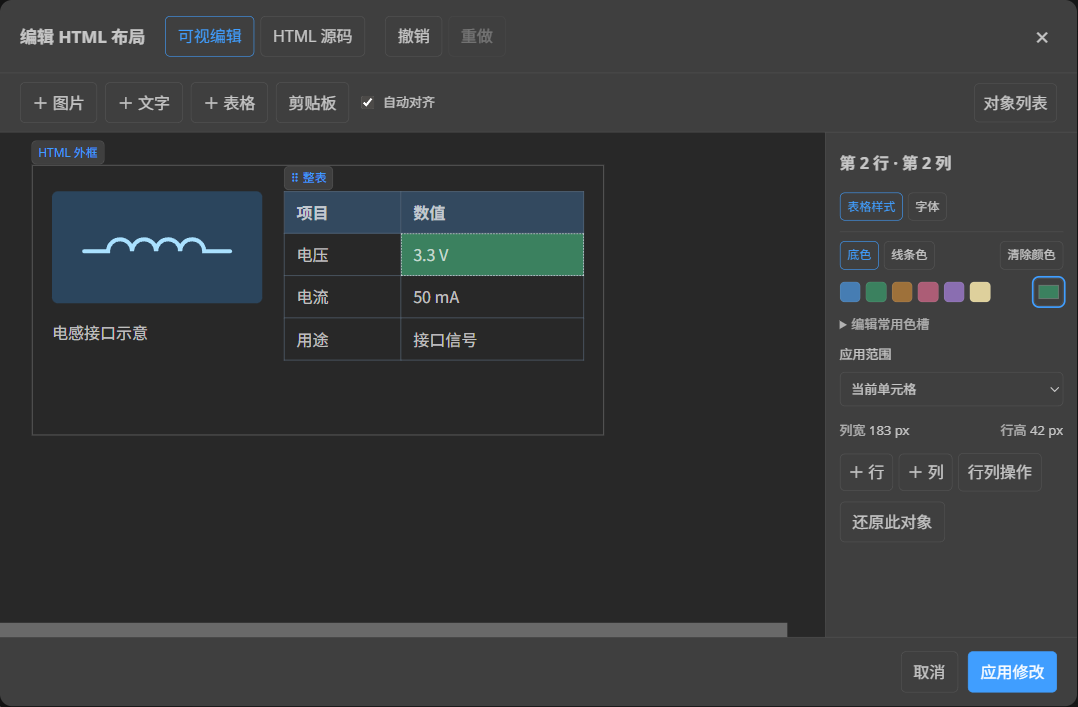 编辑 HTML 布局 可视编辑 HTML 源码 撤销 重做 ×
+ 图片 + 文字 + 表格 剪贴板 自动对齐 对象列表
HTML 外框
整表
项目 数值
电压 3.3 V
电流 50 mA
用途 接口信号
电感接口示意
第 2 行 · 第 2 列
表格样式 字体
底色 线条色 清除颜色
编辑常用色槽
应用范围
当前单元格
列宽 183 px 行高 42 px
+ 行 + 列 行列操作
还原此对象
取消 应用修改